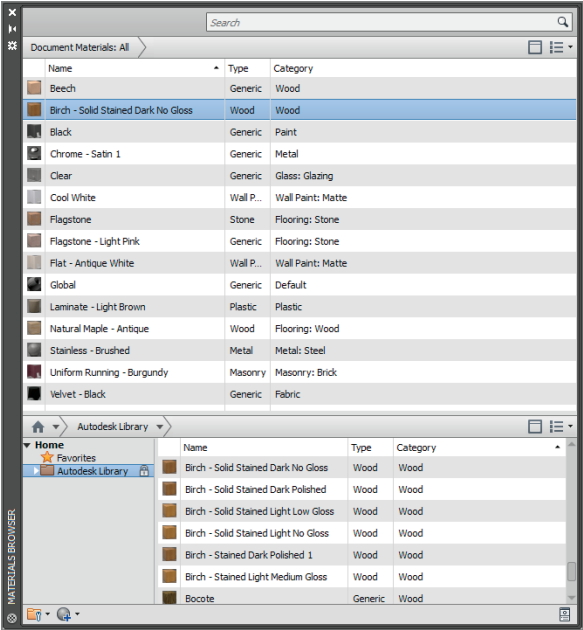 Search
Document Materials: All
Name Type Category
Beech Generic Wood
Birch - Solid Stained Dark No Gloss Wood Wood
Black Generic Paint
Chrome - Satin 1 Generic Metal
Clear Generic Glass: Glazing
Cool White Wall P... Wall Paint: Matte
Flagstone Stone Flooring: Stone
Flagstone - Light Pink Generic Flooring: Stone
Flat - Antique White Wall P... Wall Paint: Matte
Global Generic Default
Laminate - Light Brown Plastic Plastic
Natural Maple - Antique Wood Flooring: Wood
Stainless - Brushed Metal Metal: Steel
Uniform Running - Burgundy Masonry Masonry: Brick
Velvet - Black Generic Fabric
Autodesk Library
Home
Favorites
Autodesk Library
Name Type Category
Birch - Solid Stained Dark No Gloss Wood Wood
Birch - Solid Stained Dark Polished Wood Wood
Birch - Solid Stained Light Low Gloss Wood Wood
Birch - Solid Stained Light No Gloss Wood Wood
Birch - Stained Dark Polished 1 Wood Wood
Birch - Stained Light Medium Gloss Wood Wood
Bocote Generic Wood
MATERIALS BROWSER